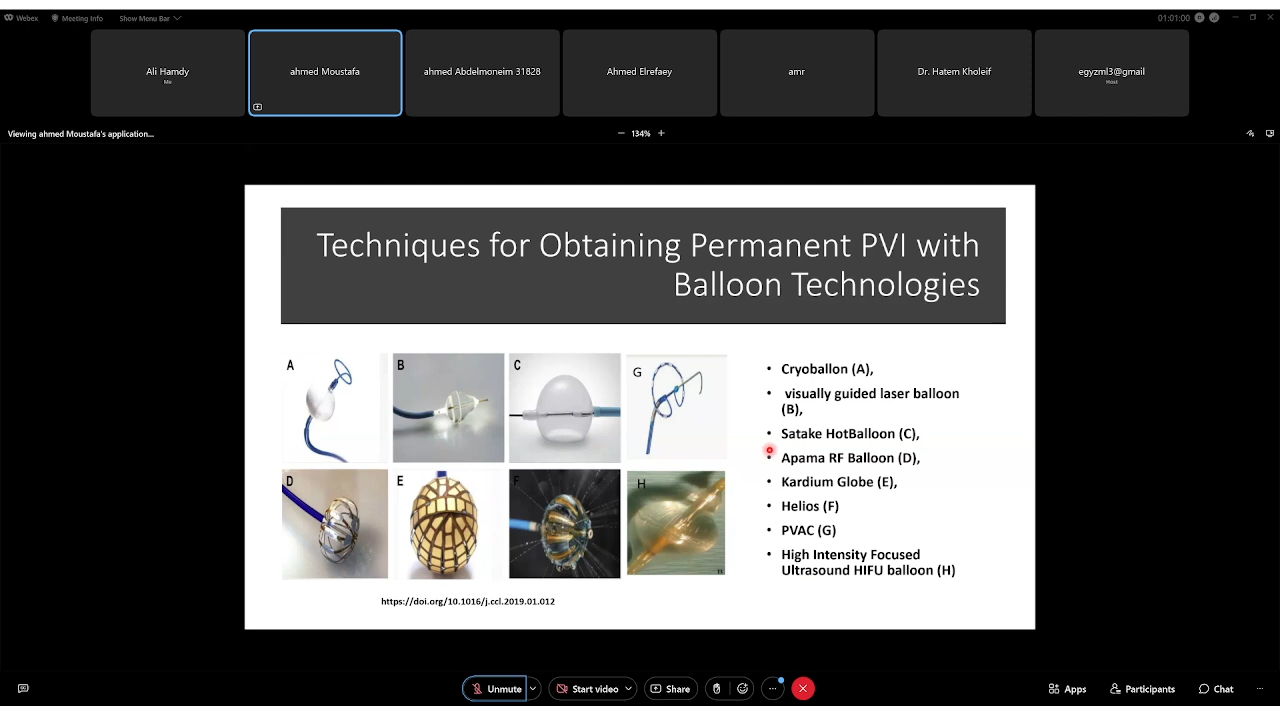 Webex
Meeting Info
Show Menu Bar
01:01:00
Ali Hamdy
Me
ahmed Moustafa
ahmed Abdelmoneim 31828
Ahmed Elrefaey
amr
Dr. Hatem Kholeif
egyzml3@gmail
Host
Viewing ahmed Moustafa's application...
134%
Techniques for Obtaining Permanent PVI with
Balloon Technologies
A
B
C
G
D
E
F
H
• Cryoballon (A),
• visually guided laser balloon
(B),
• Satake HotBalloon (C),
• Apama RF Balloon (D),
• Kardium Globe (E),
• Helios (F)
• PVAC (G)
• High Intensity Focused
Ultrasound HIFU balloon (H)
https://doi.org/10.1016/j.ccl.2019.01.012
Unmute
Start video
Share
Apps
Participants
Chat